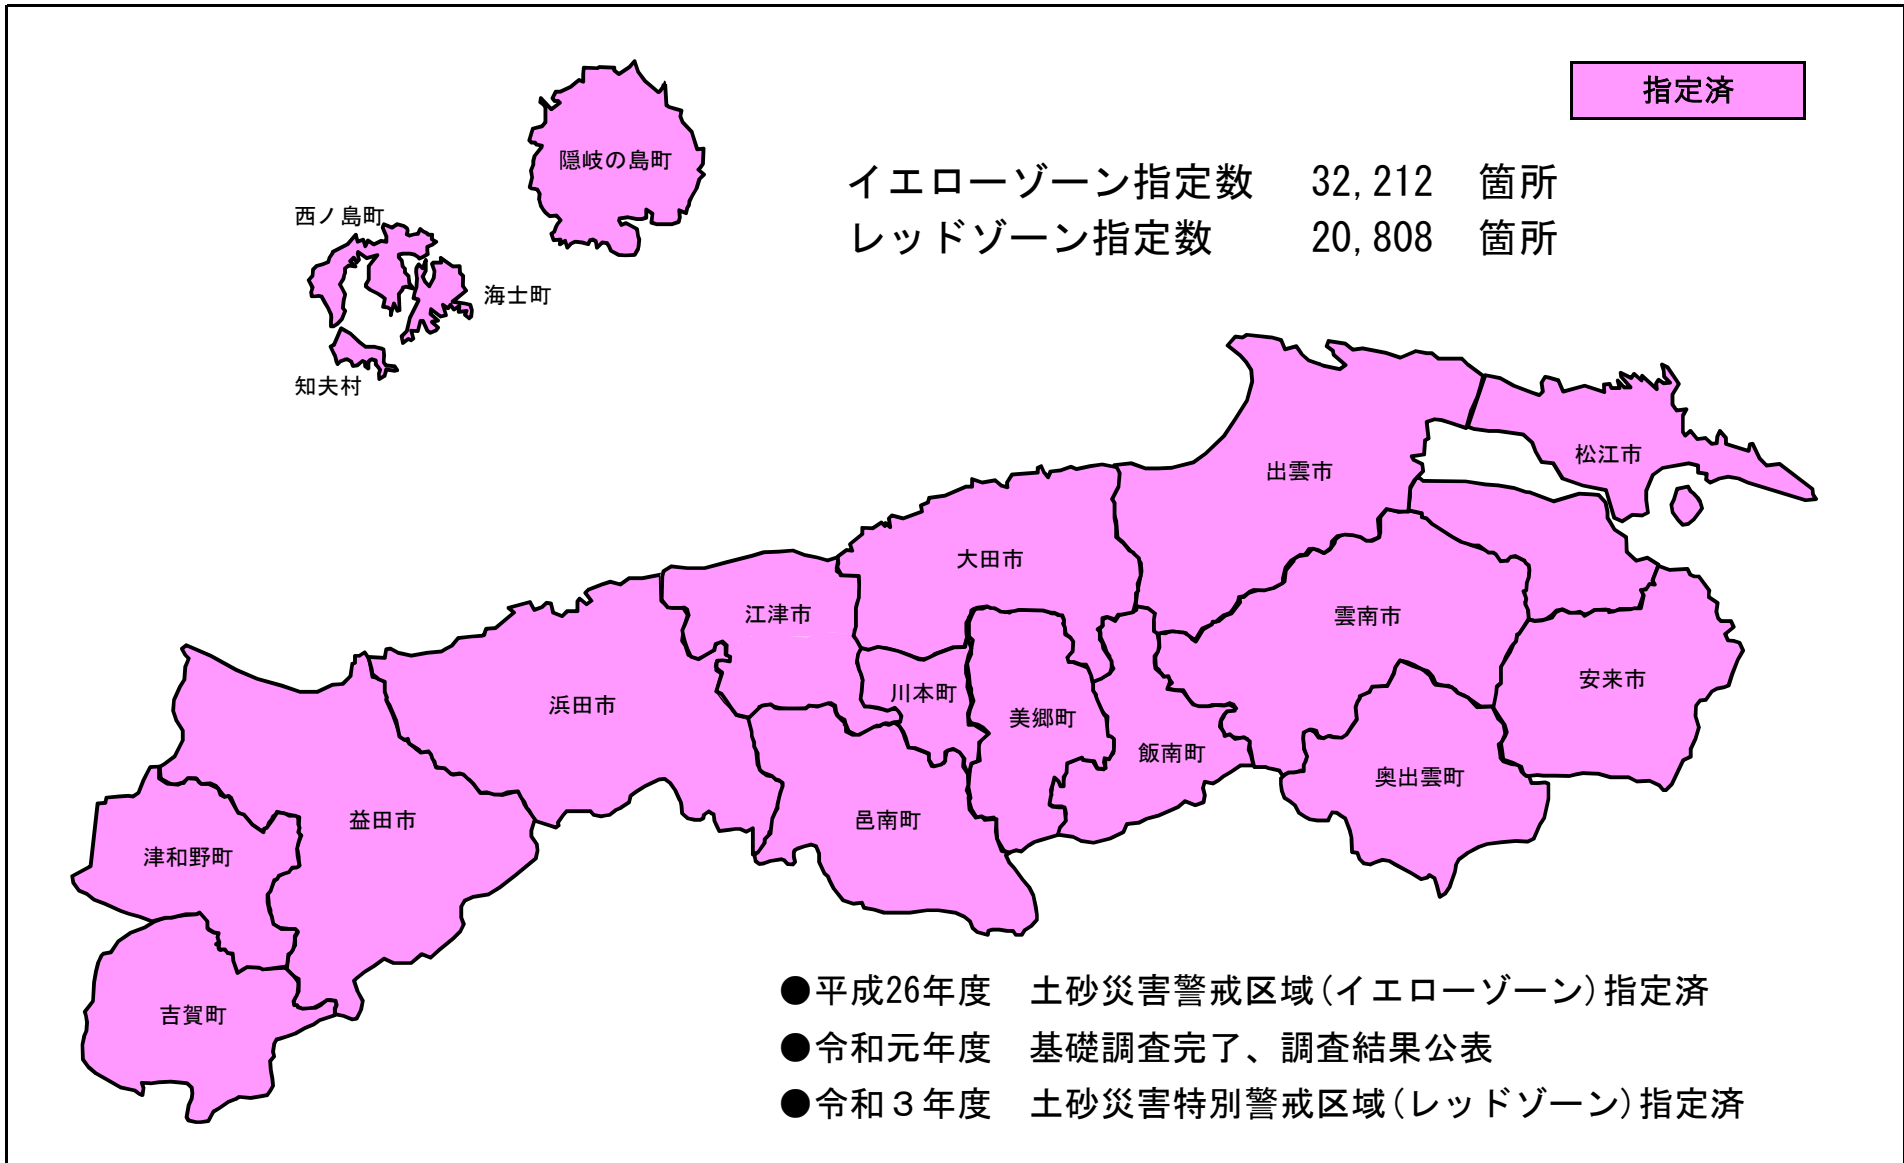 指定済
隠岐の島町
イエローゾーン指定数　32,212　箇所
レッドゾーン指定数　20,808　箇所
西ノ島町
海士町
知夫村
松江市
出雲市
大田市
雲南市
江津市
安来市
川本町
浜田市
美郷町
飯南町
奥出雲町
益田市
邑南町
津和野町
吉賀町
●平成26年度　土砂災害警戒区域(イエローゾーン)指定済
●令和元年度　基礎調査完了、調査結果公表
●令和３年度　土砂災害特別警戒区域(レッドゾーン)指定済